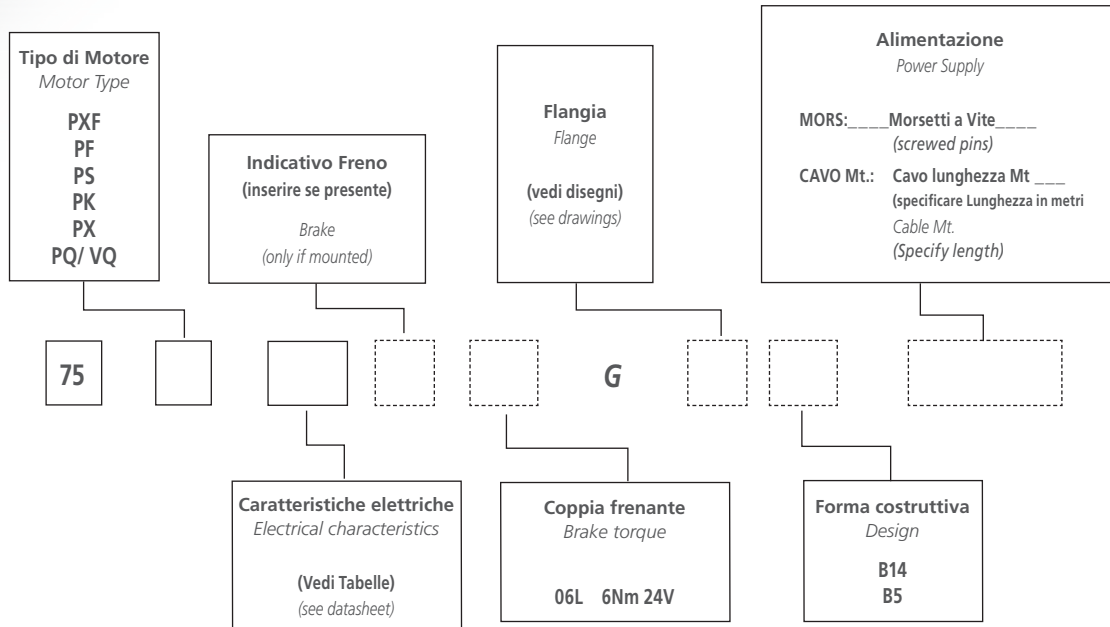 Tipo di Motore
Motor Type
PXF
PF
PS
PK
PX
PQ/ VQ
Indicativo Freno
(inserire se presente)
Brake
(only if mounted)
Flangia
Flange
(vedi disegni)
(see drawings)
Alimentazione
Power Supply
MORS:____Morsetti a Vite____
(screwed pins)
CAVO Mt.: Cavo lunghezza Mt ___
(specificare Lunghezza in metri
Cable Mt.
(Specify length)
75
G
Caratteristiche elettriche
Electrical characteristics
(Vedi Tabelle)
(see datasheet)
Coppia frenante
Brake torque
06L 6Nm 24V
Forma costruttiva
Design
B14
B5